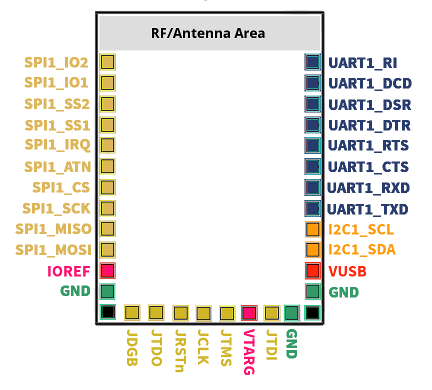 RF/Antenna Area
SPI1_IO2
SPI1_IO1
SPI1_SS2
SPI1_SS1
SPI1_IRQ
SPI1_ATN
SPI1_CS
SPI1_SCK
SPI1_MISO
SPI1_MOSI
IOREF
GND
UART1_RI
UART1_DCD
UART1_DSR
UART1_DTR
UART1_RTS
UART1_CTS
UART1_RXD
UART1_TXD
I2C1_SCL
I2C1_SDA
VUSB
GND
JDGB
JTDO
JRSTn
JCLK
JTMS
VTARG
JTDI
GND